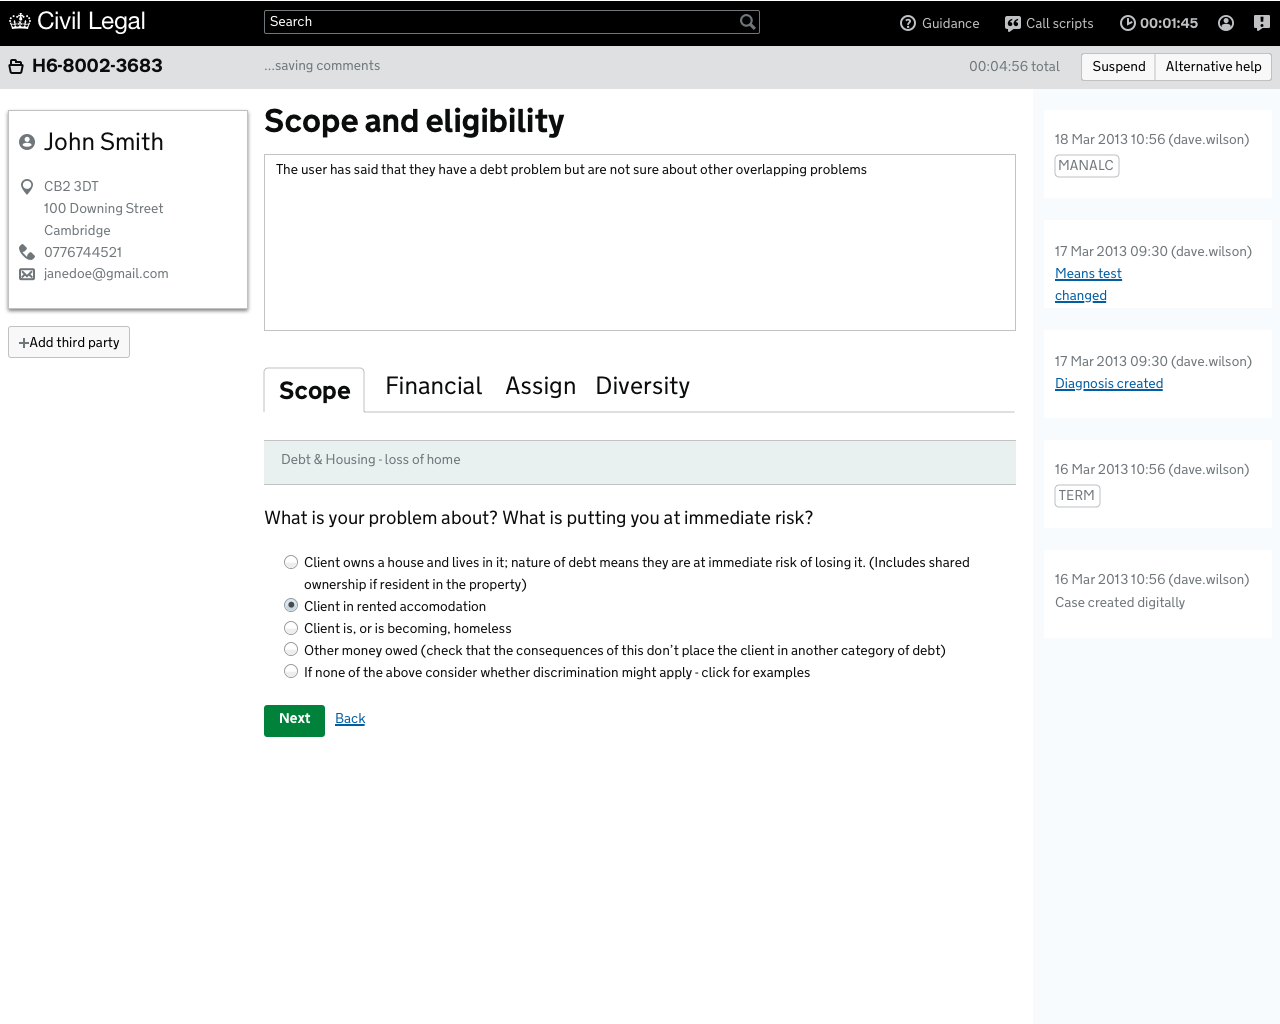 Civil Legal
Search
Guidance
Call scripts
00:01:45
H6-8002-3683
...saving comments
00:04:56 total
Suspend
Alternative help
John Smith
CB2 3DT
100 Downing Street
Cambridge
0776744521
janedoe@gmail.com
Add third party
Scope and eligibility
The user has said that they have a debt problem but are not sure about other overlapping problems
Scope
Financial
Assign
Diversity
Debt & Housing - loss of home
What is your problem about? What is putting you at immediate risk?
Client owns a house and lives in it; nature of debt means they are at immediate risk of losing it. (Includes shared
ownership if resident in the property)
Client in rented accomodation
Client is, or is becoming, homeless
Other money owed (check that the consequences of this don't place the client in another category of debt)
If none of the above consider whether discrimination might apply - click for examples
Next
Back
18 Mar 2013 10:56 (dave.wilson)
MANALC
17 Mar 2013 09:30 (dave.wilson)
Means test
changed
17 Mar 2013 09:30 (dave.wilson)
Diagnosis created
16 Mar 2013 10:56 (dave.wilson)
TERM
16 Mar 2013 10:56 (dave.wilson)
Case created digitally